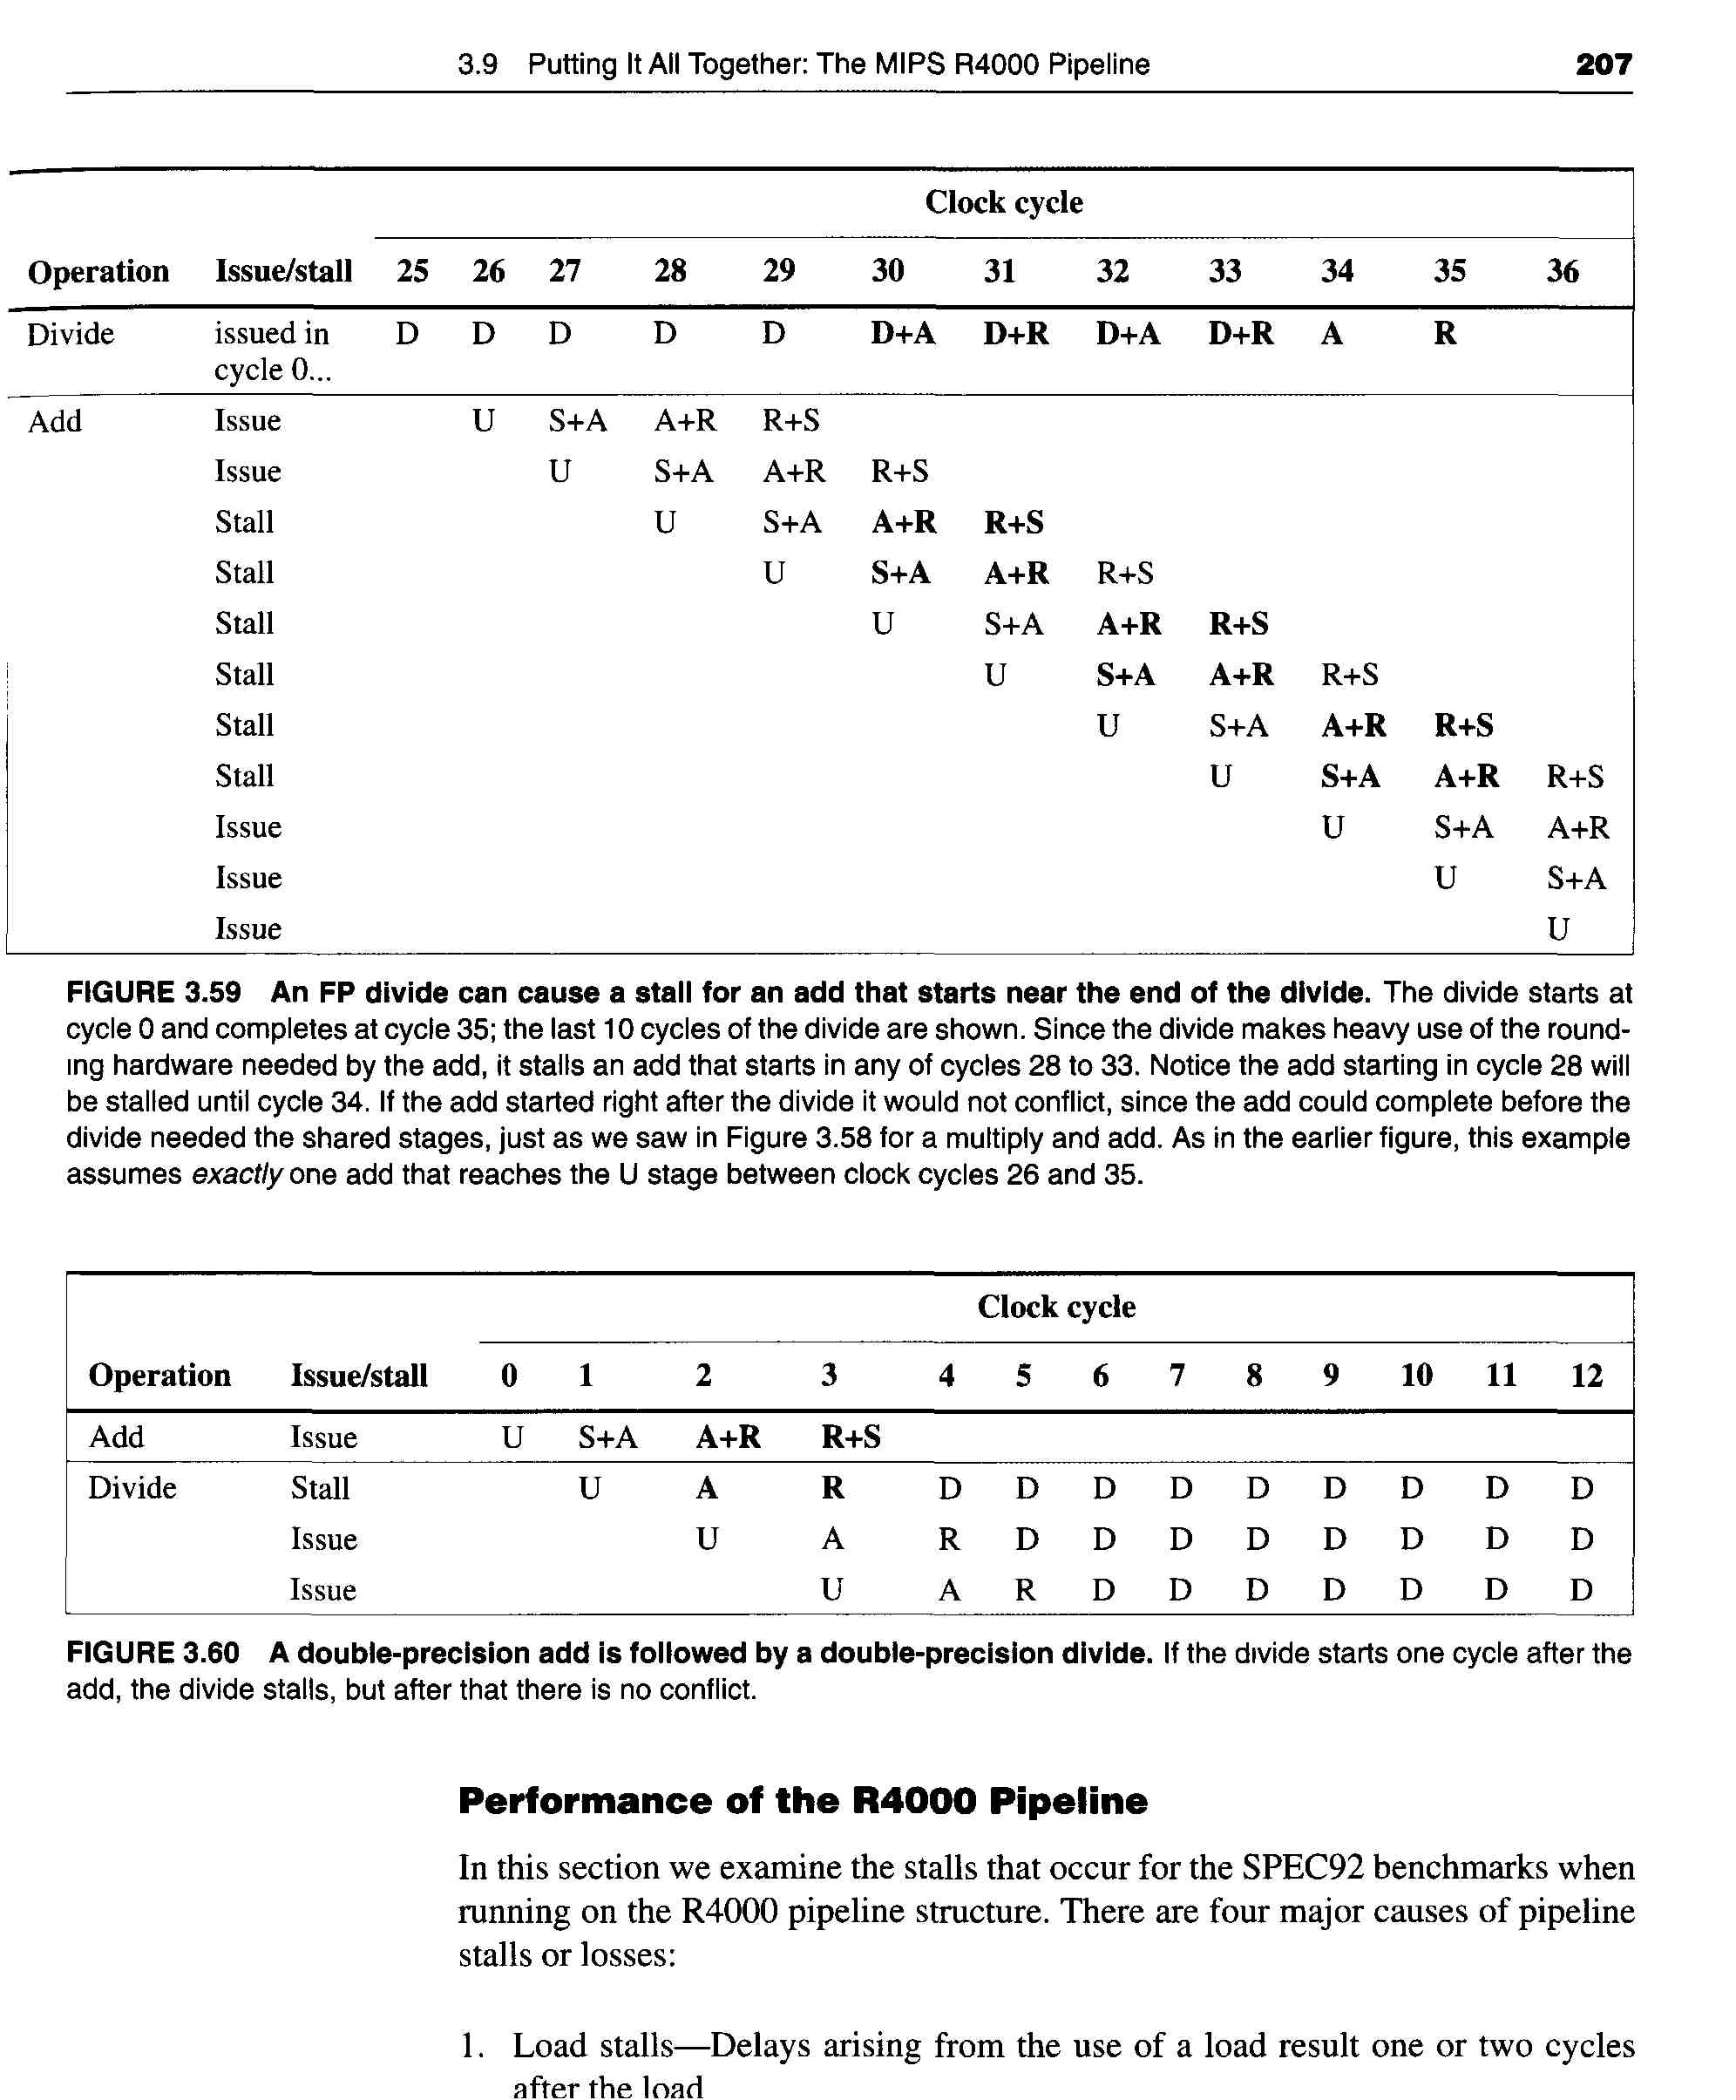 3.9 Putting It All Together: The MIPS R4000 Pipeline 207
Clock cycle
Operation Issue/stall 25 26 27 28 29 30 31 32 33 34 35 36
Divide issued in D D D D D D+A D+R D+A D+R A R
cycle 0...
Add Issue U S+A A+R R+S
Issue U S+A A+R R+S
Stall U S+A A+R R+S
Stall U S+A A+R R+S
Stall U S+A A+R R+S
Stall U S+A A+R R+S
Stall U S+A A+R R+S
Stall U S+A A+R R+S
Issue U S+A A+R
Issue U S+A
Issue U
FIGURE 3.59 An FP divide can cause a stall for an add that starts near the end of the divide. The divide starts at
cycle 0 and completes at cycle 35; the last 10 cycles of the divide are shown. Since the divide makes heavy use of the round-
ing hardware needed by the add, it stalls an add that starts in any of cycles 28 to 33. Notice the add starting in cycle 28 will
be stalled until cycle 34. If the add started right after the divide it would not conflict, since the add could complete before the
divide needed the shared stages, just as we saw in Figure 3.58 for a multiply and add. As in the earlier figure, this example
assumes exactly one add that reaches the U stage between clock cycles 26 and 35.
Clock cycle
Operation Issue/stall 0 1 2 3 4 5 6 7 8 9 10 11 12
Add Issue U S+A A+R R+S
Divide Stall U A R D D D D D D D D D
Issue U A R D D D D D D D D
Issue U A R D D D D D D D
FIGURE 3.60 A double-precision add is followed by a double-precision divide. If the divide starts one cycle after the
add, the divide stalls, but after that there is no conflict.
Performance of the R4000 Pipeline
In this section we examine the stalls that occur for the SPEC92 benchmarks when
running on the R4000 pipeline structure. There are four major causes of pipeline
stalls or losses:
1. Load stalls—Delays arising from the use of a load result one or two cycles
after the load